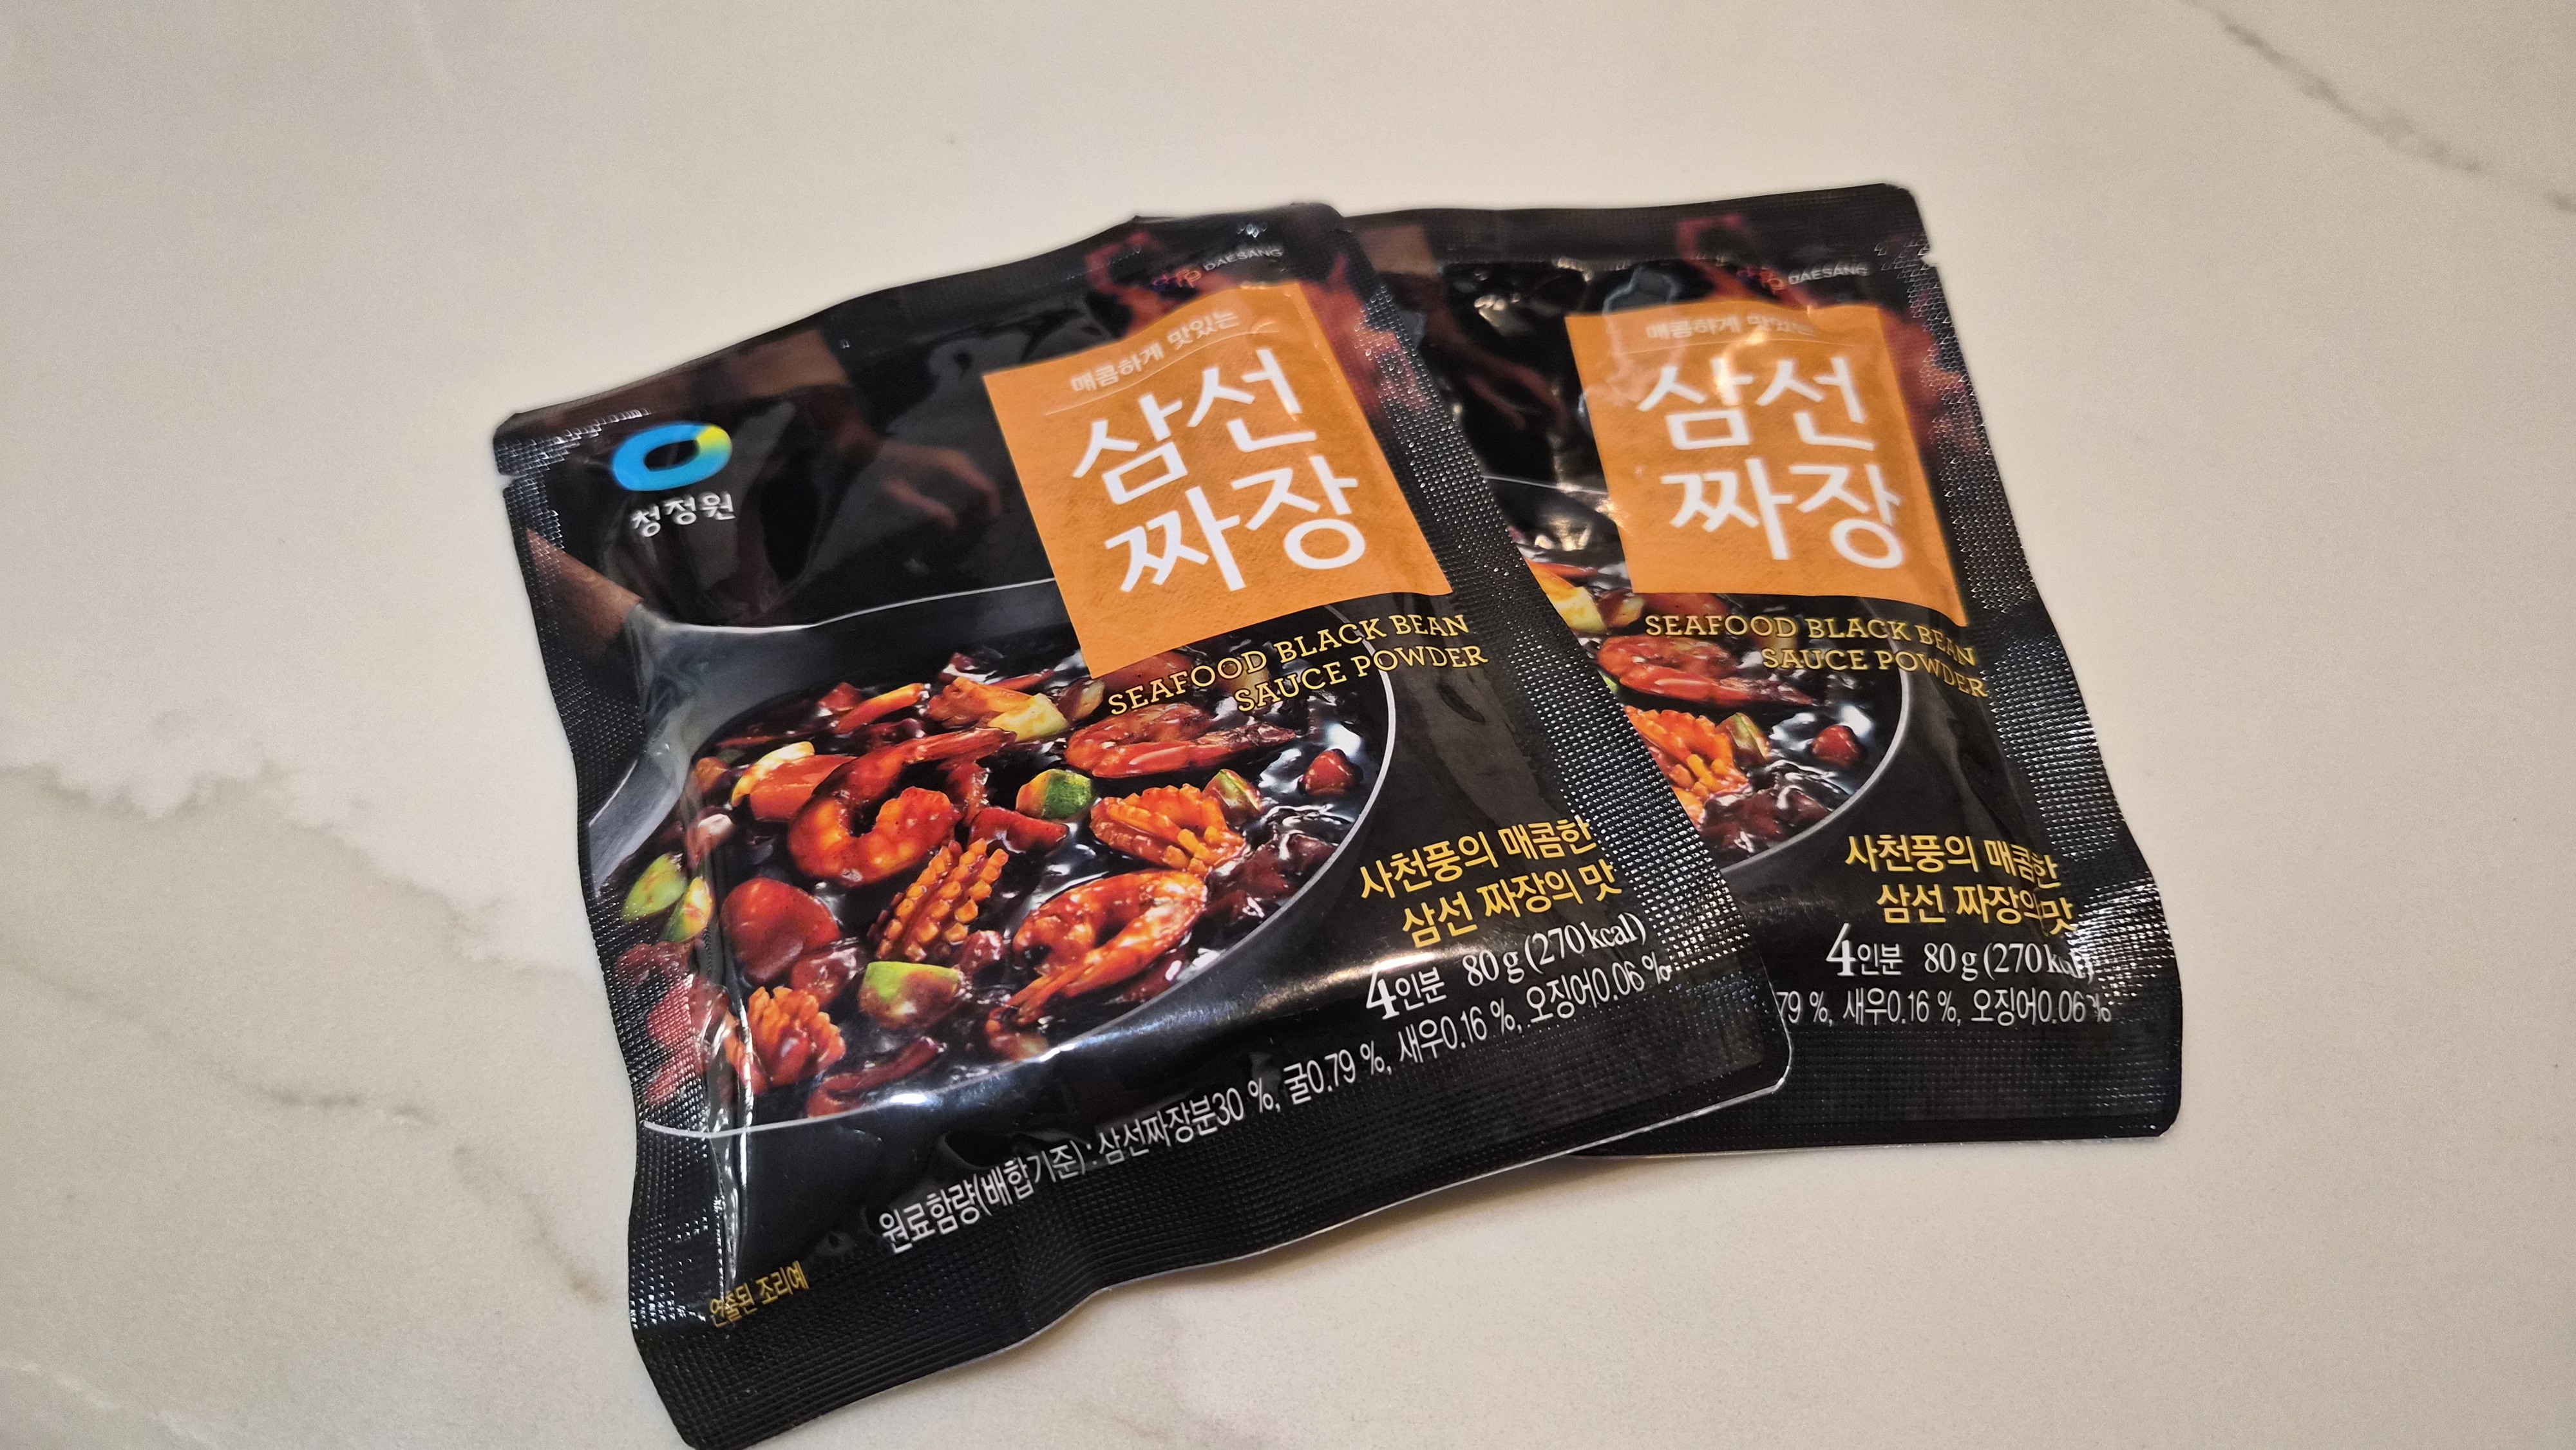 DAESANG
매콤하게 맛있는
삼선
짜장
청정원
SEAFOOD BLACK BEAN
SAUCE POWDER
사천풍의 매콤한
삼선 짜장의 맛
4인분 80g (270kcal)
원료함량(배합기준) : 삼선짜장분30 %, 굴0.79 %, 새우0.16 %, 오징어0.06 %
연출된 조리예
DAESANG
매콤하게 맛있는
삼선
짜장
SEAFOOD BLACK BEAN
SAUCE POWDER
사천풍의 매콤한
삼선 짜장의 맛
4인분 80g (270kcal)
79 %, 새우0.16 %, 오징어0.06 %